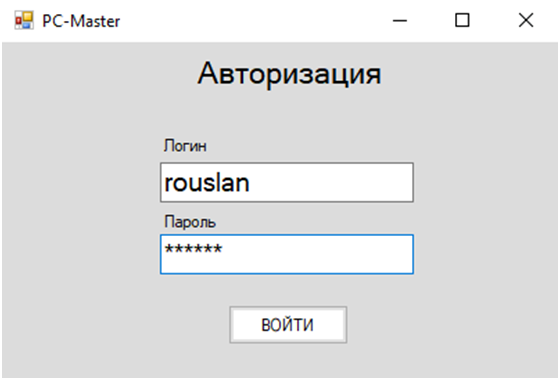 PC-Master
Авторизация
Логин
rouslan
Пароль
******
ВОЙТИ